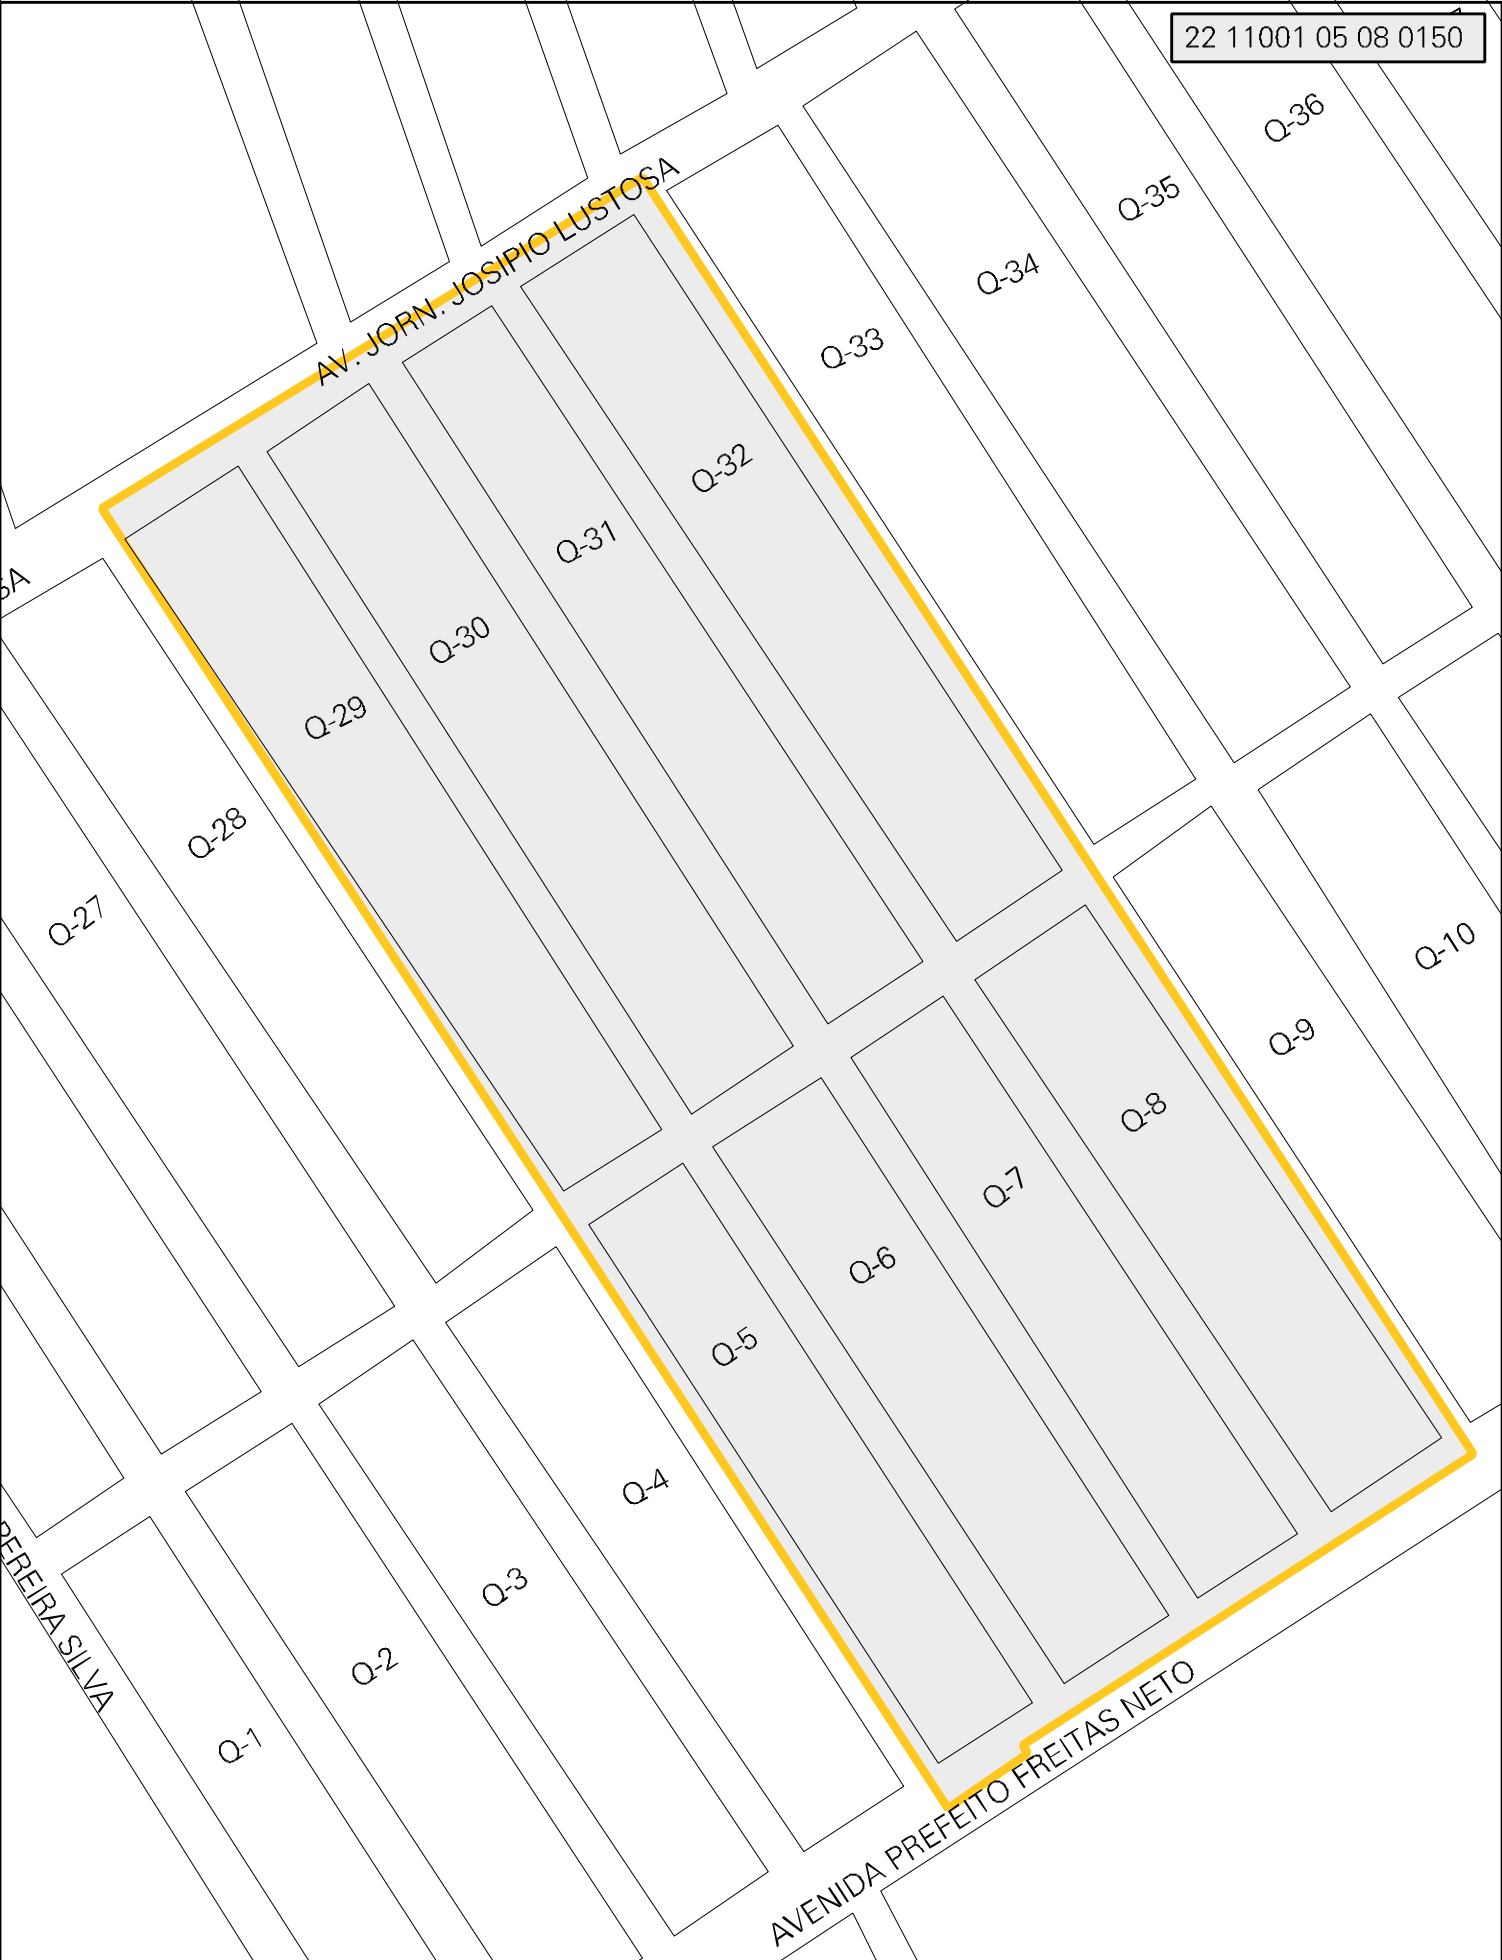 22 11001 05 08 0150
Q-36
Q-35
AV. JORN. JOSIPIO LUSTOSA
Q-34
Q-33
Q-32
Q-31
SA
Q-30
Q-29
Q-28
Q-27
Q-10
Q-9
Q-8
Q-7
Q-6
Q-5
Q-4
Q-3
PEREIRA SILVA
Q-2
Q-1
AVENIDA PREFEITO FREITAS NETO